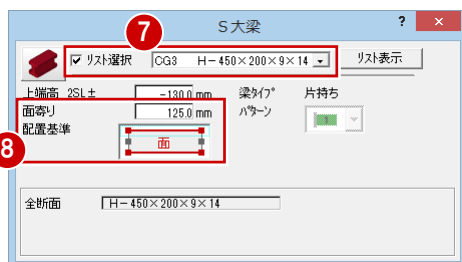 S大梁 ? ×
7
リスト選択 CG3 H－450×200×9×14 リスト表示
上端高 2SL± -130.0 mm 梁ﾀｲﾌﾟ 片持ち
面寄り 125.0 mm ﾊﾟﾀｰﾝ 1
配置基準 面
8
全断面 H－450×200×9×14